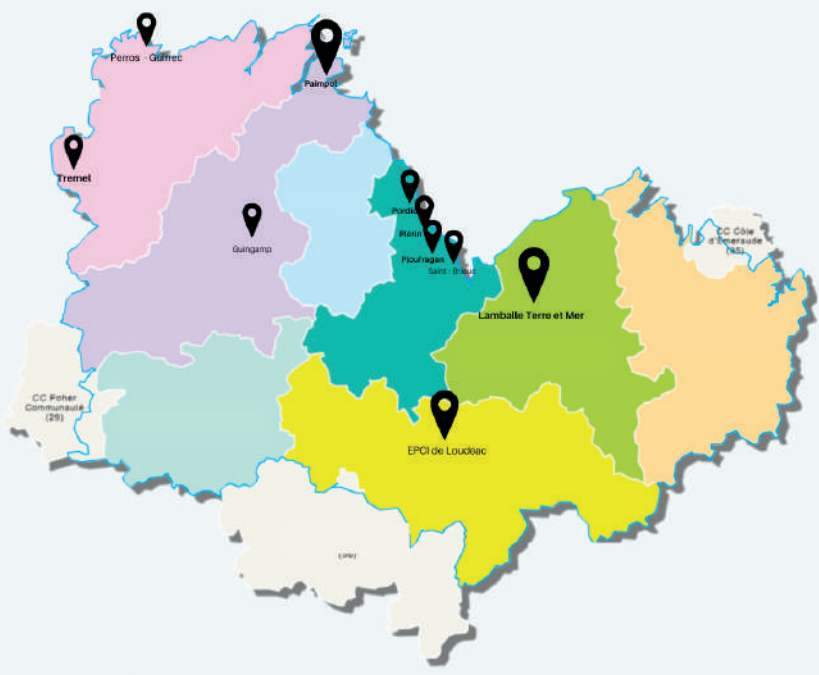 Perros - Guirrec
Paimpol
Tremel
Pordic
Guingamp
Plérin
Ploufragan
Saint - Brieuc
CC Côte
d'Emeraude
(35)
Lamballe Terre et Mer
CC Poher
Communauté
(29)
EPCI de Loudéac